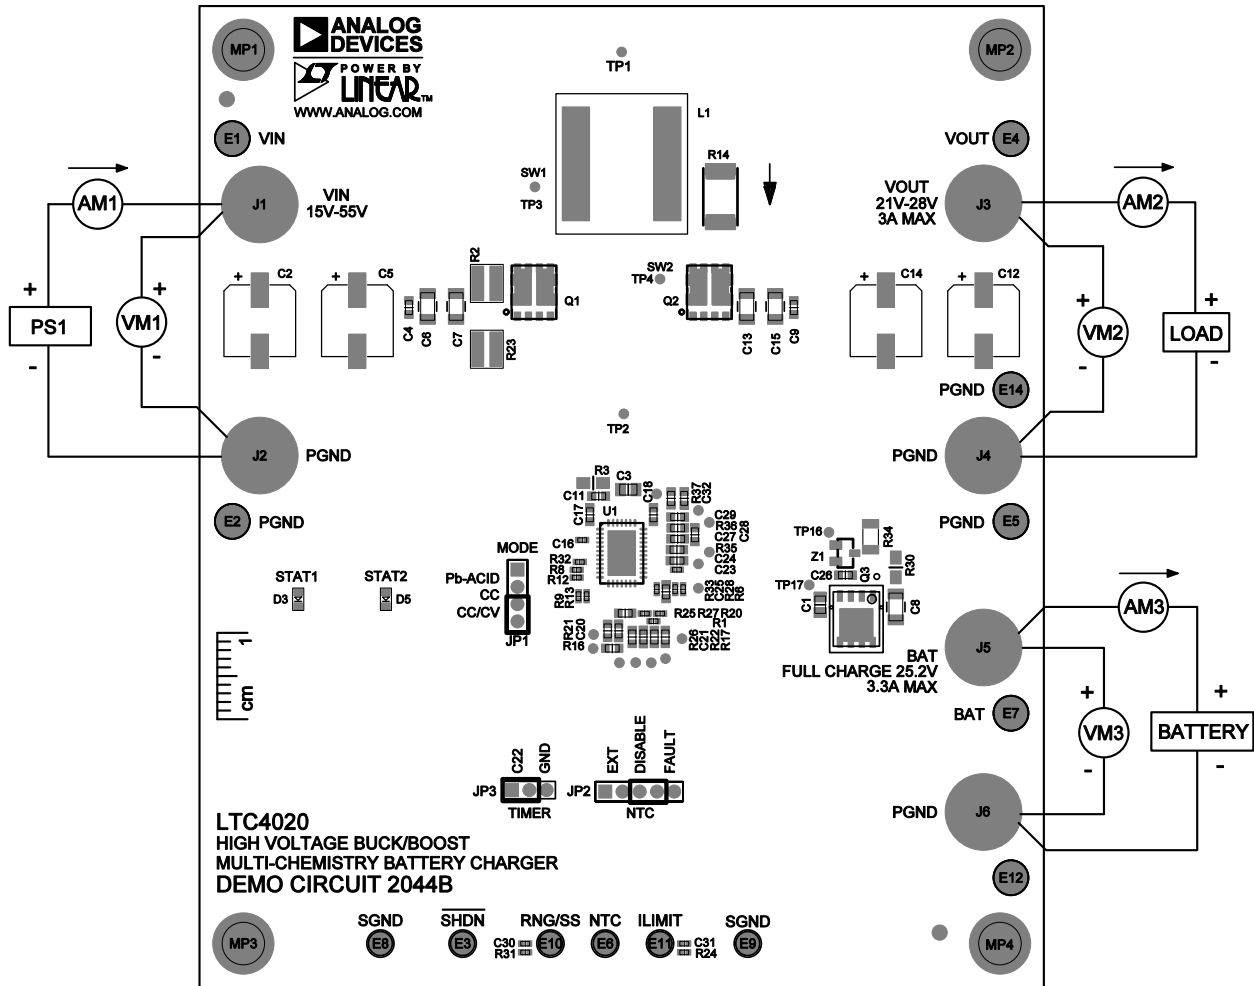 MP1
ANALOG
DEVICES
POWER BY
LINEAR™
WWW.ANALOG.COM
TP1
MP2
E1 VIN
L1
VOUT E4
AM1
J1
VIN
15V-55V
SW1
TP3
R14
VOUT
21V-28V
3A MAX
J3
AM2
+ C2
+ C5
R2
Q1
SW2
TP4
Q2
+ C14
+ C12
C4
C6
C7
R23
C13
C15
C9
+
PS1
-
+
VM1
-
+
VM2
-
+
LOAD
-
PGND E14
TP2
J2 PGND
PGND J4
E2 PGND
PGND E5
R3
C11
C3
C18
R37
C32
C17
U1
C29
R36
C28
C27
R35
C24
C23
C16
R32
R8
R12
R9
R13
R33
C25
R28
R6
R25 R27 R20
R1
R21
C20
R16
R26
C21
R22
R17
TP16
Z1
R34
R30
C26
Q3
TP17
C1
C8
MODE
Pb-ACID
CC
CC/CV
JP1
STAT1
D3
STAT2
D5
1
cm
AM3
J5
BAT
FULL CHARGE 25.2V
3.3A MAX
BAT E7
+
VM3
-
+
BATTERY
-
PGND J6
E12
C22
GND
JP3
TIMER
EXT
DISABLE
FAULT
JP2
NTC
LTC4020
HIGH VOLTAGE BUCK/BOOST
MULTI-CHEMISTRY BATTERY CHARGER
DEMO CIRCUIT 2044B
SGND SHDN RNG/SS NTC ILIMIT SGND
MP3
E8
E3
C30
R31
E10
E6
E11
C31
R24
E9
MP4